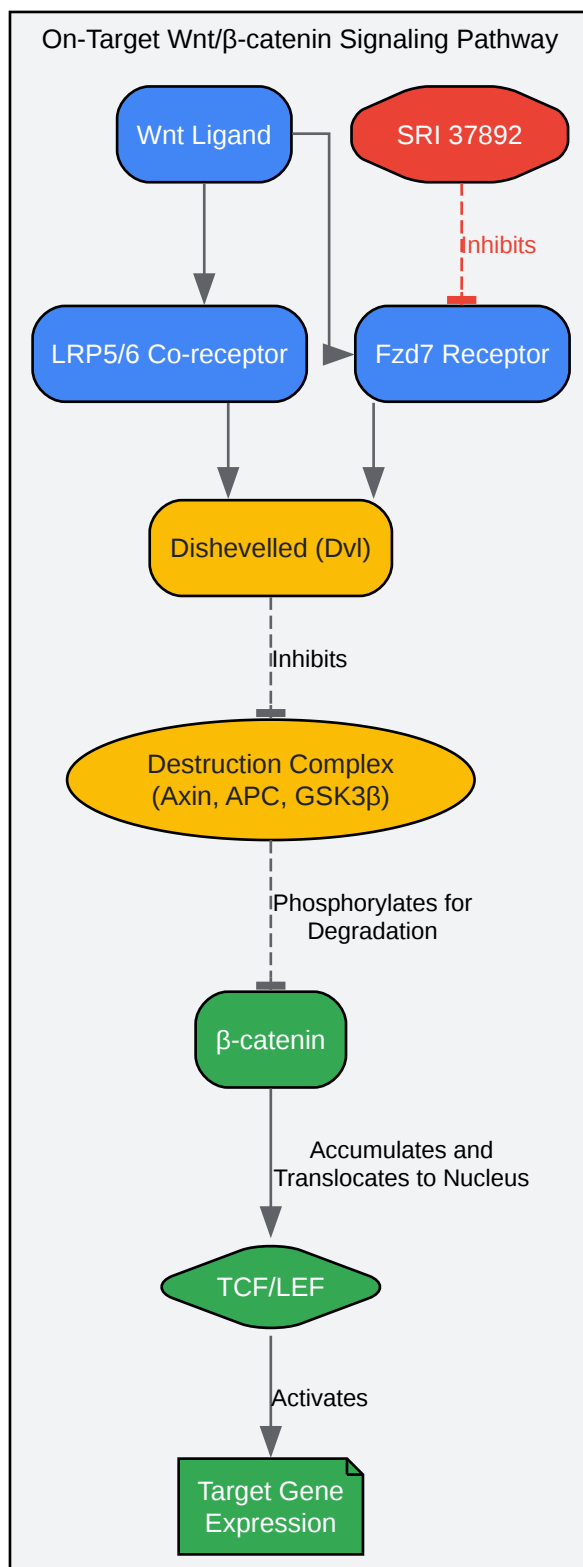 On-Target Wnt/β-catenin Signaling Pathway
Wnt Ligand
SRI 37892
Inhibits
LRP5/6 Co-receptor
Fzd7 Receptor
Dishevelled (Dvl)
Inhibits
Destruction Complex
(Axin, APC, GSK3β)
Phosphorylates for
Degradation
β-catenin
Accumulates and
Translocates to Nucleus
TCF/LEF
Activates
Target Gene
Expression